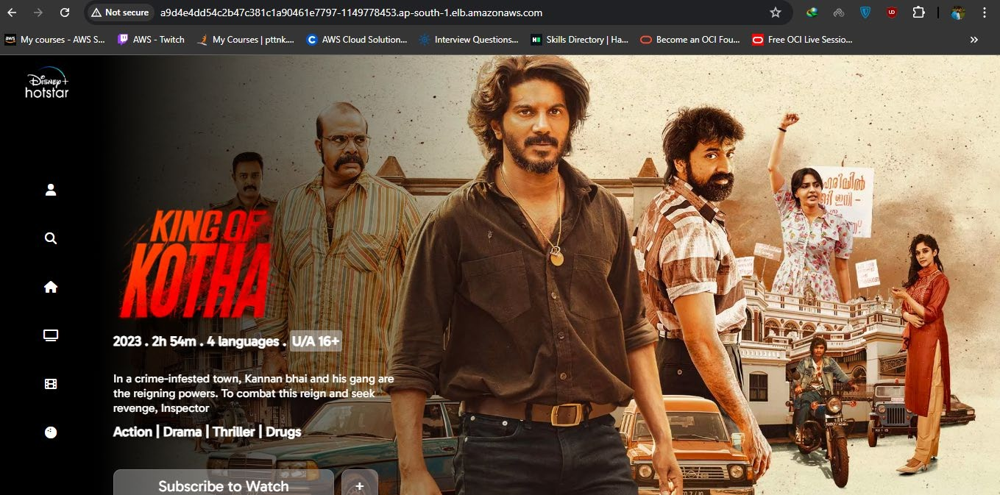 Not secure
a9d4e4dd54c2b47c381c1a90461e7797-1149778453.ap-south-1.elb.amazonaws.com
UD
aws My courses - AWS S...
AWS - Twitch
My Courses | pttnk....
AWS Cloud Solution...
Interview Questions...
Skills Directory | Ha...
Become an OCI Fou...
Free OCI Live Sessio...
Disney+
hotstar
KING OF
KOTHA
2023 . 2h 54m . 4 languages . U/A 16+
In a crime-infested town, Kannan bhai and his gang are
the reigning powers. To combat this reign and seek
revenge, Inspector
Action | Drama | Thriller | Drugs
Subscribe to Watch
+
ഇനി -